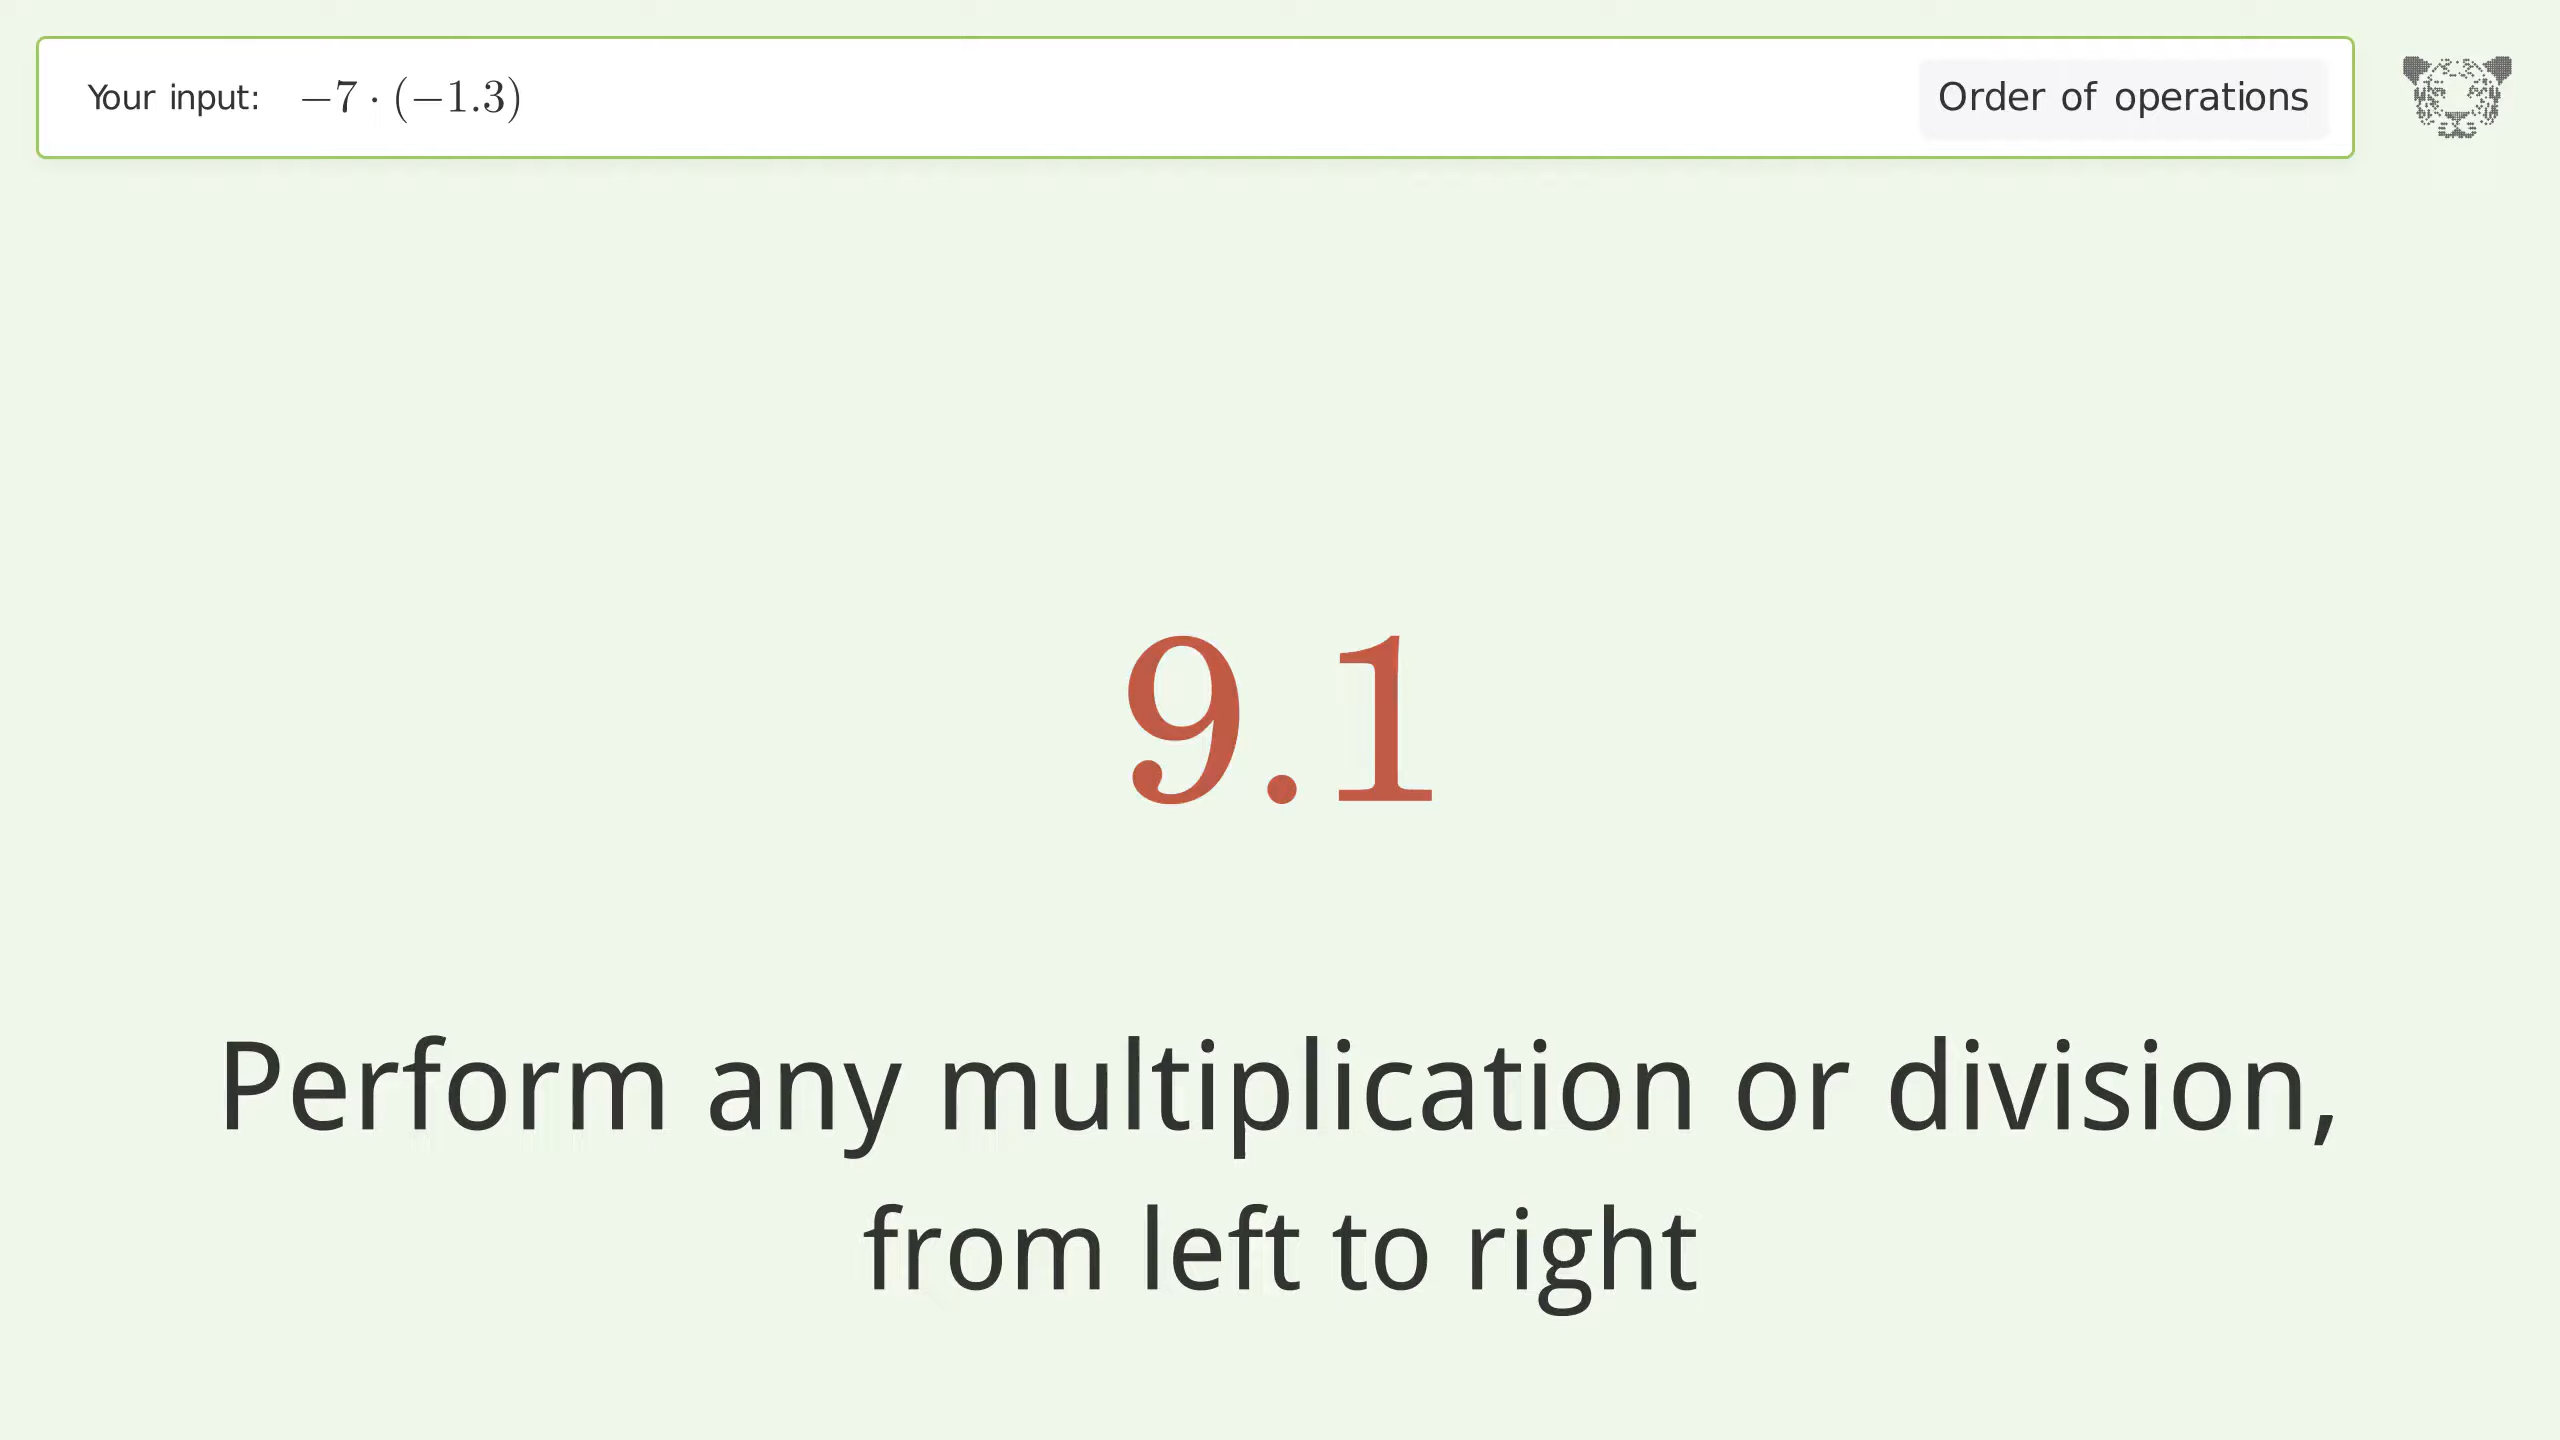 Your input: −7 · (−1.3)
Order of operations
9.1
Perform any multiplication or division,
from left to right